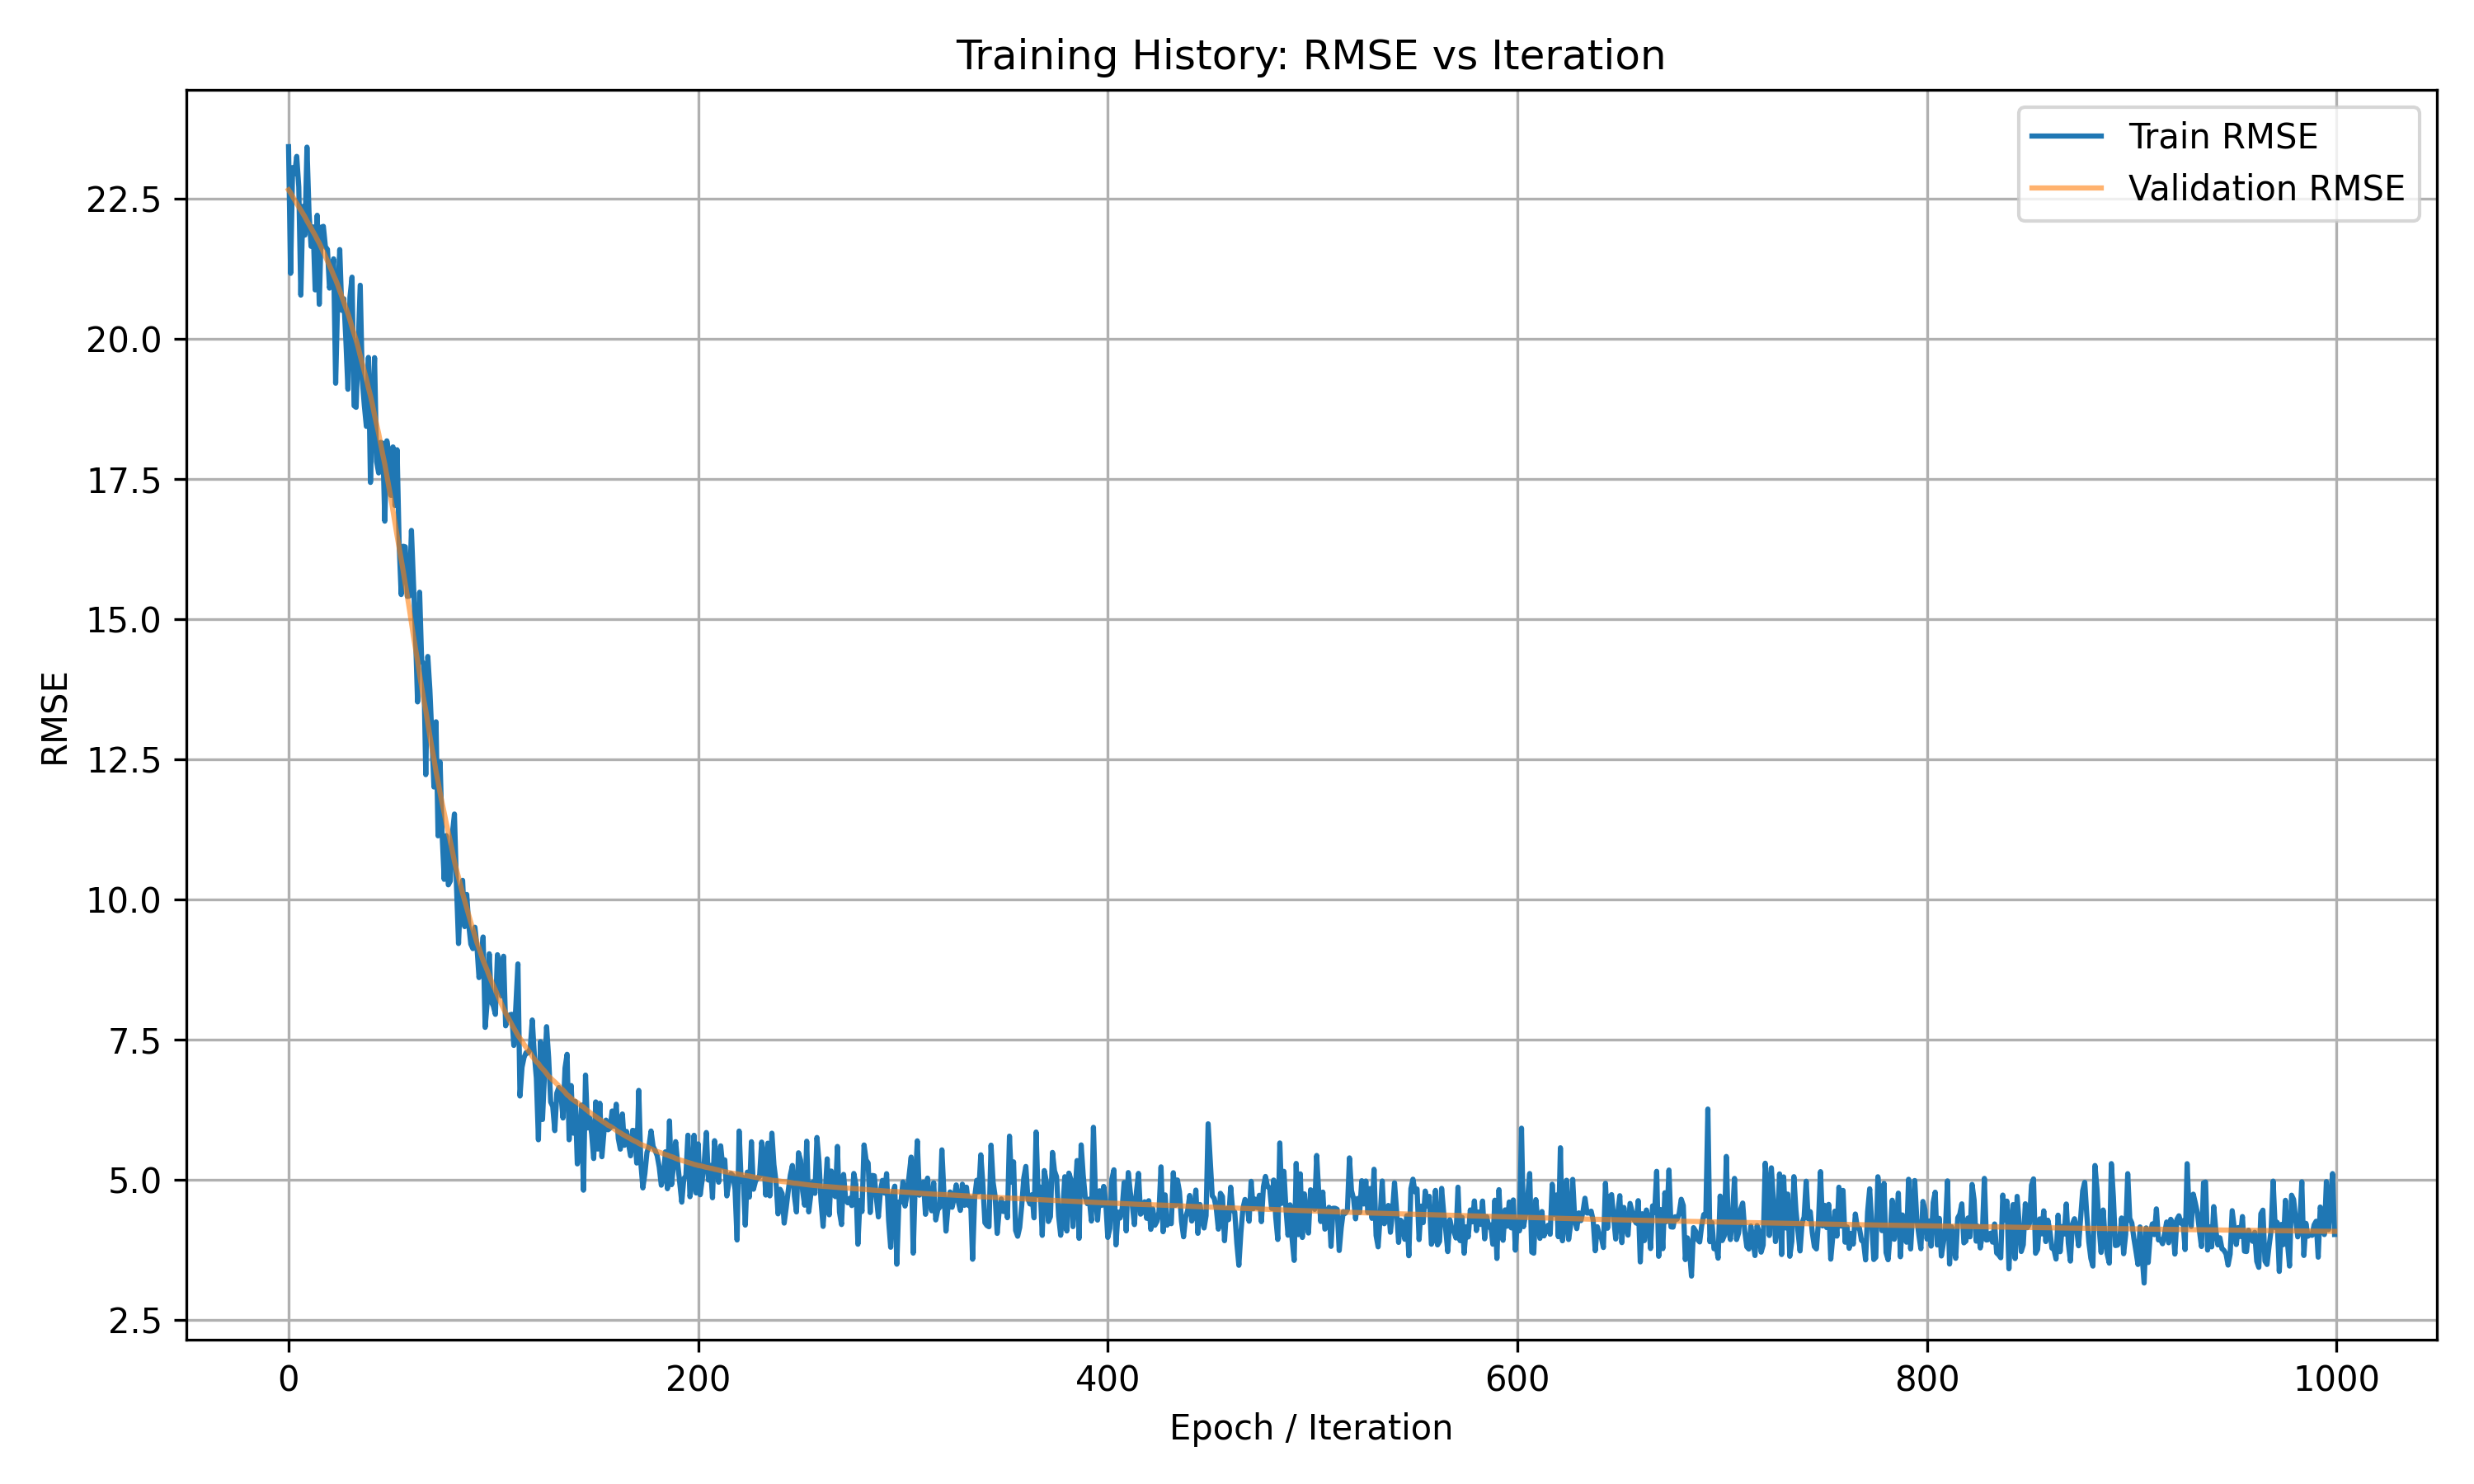 Training History: RMSE vs Iteration
Train RMSE
Validation RMSE
22.5
20.0
17.5
15.0
12.5
10.0
7.5
5.0
2.5
RMSE
0 200 400 600 800 1000
Epoch / Iteration